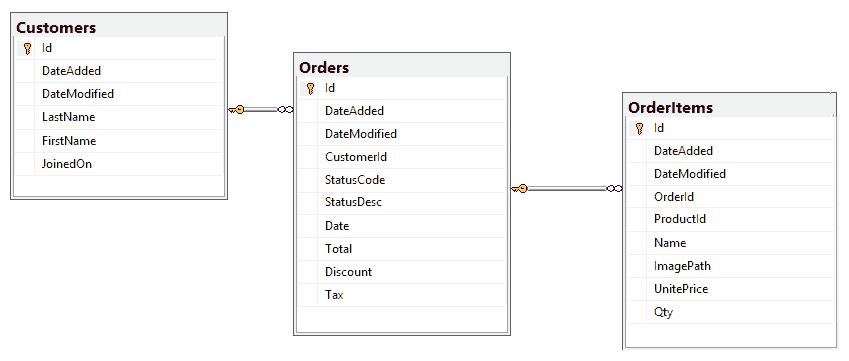 Customers
Id
DateAdded
DateModified
LastName
FirstName
JoinedOn
Orders
Id
DateAdded
DateModified
CustomerId
StatusCode
StatusDesc
Date
Total
Discount
Tax
OrderItems
Id
DateAdded
DateModified
OrderId
ProductId
Name
ImagePath
UnitePrice
Qty